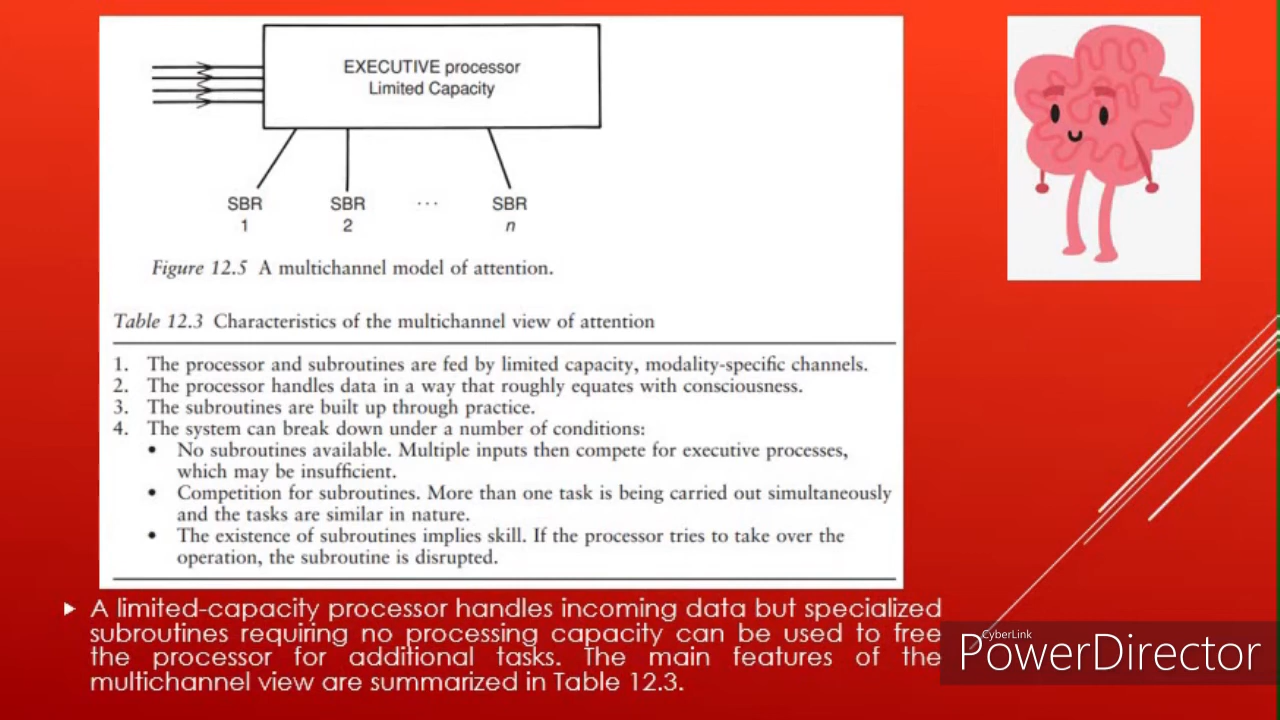 EXECUTIVE processor
Limited Capacity
SBR SBR ... SBR
1 2 n
Figure 12.5 A multichannel model of attention.
Table 12.3 Characteristics of the multichannel view of attention
1. The processor and subroutines are fed by limited capacity, modality-specific channels.
2. The processor handles data in a way that roughly equates with consciousness.
3. The subroutines are built up through practice.
4. The system can break down under a number of conditions:
• No subroutines available. Multiple inputs then compete for executive processes,
which may be insufficient.
• Competition for subroutines. More than one task is being carried out simultaneously
and the tasks are similar in nature.
• The existence of subroutines implies skill. If the processor tries to take over the
operation, the subroutine is disrupted.
A limited-capacity processor handles incoming data but specialized
subroutines requiring no processing capacity can be used to free
the processor for additional tasks. The main features of the
multichannel view are summarized in Table 12.3.
CyberLink
PowerDirector